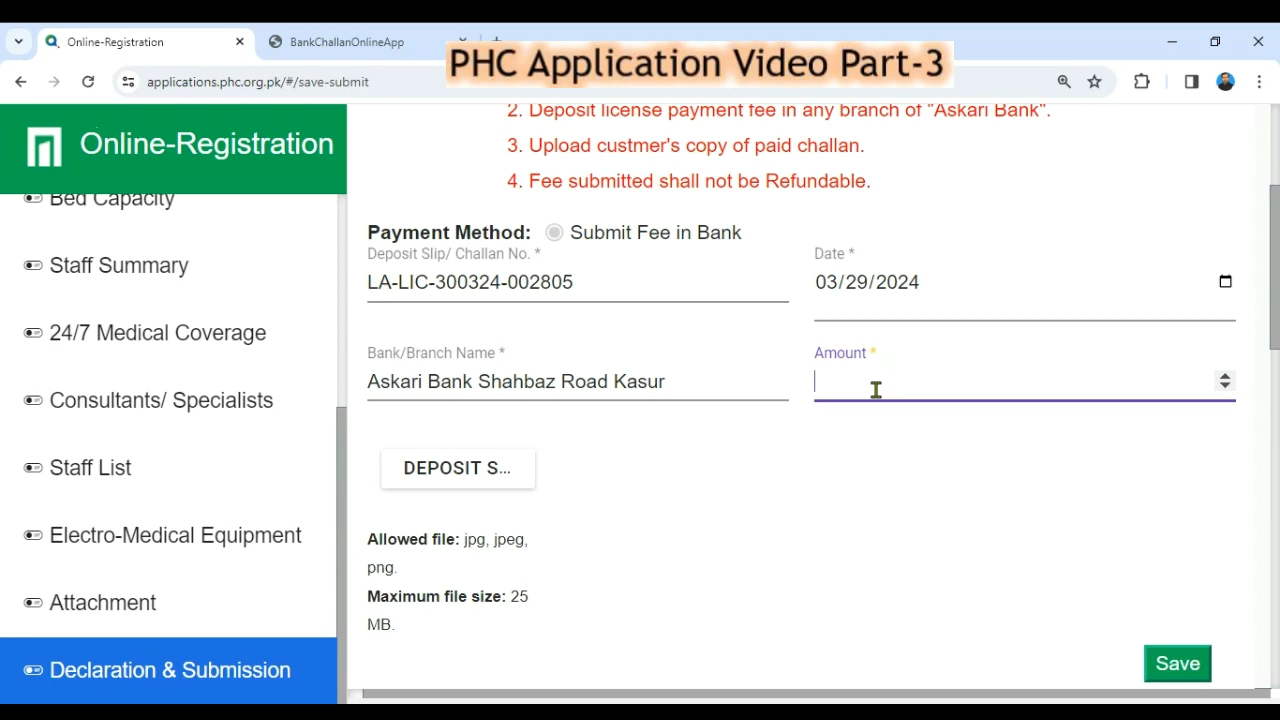 Online-Registration
BankChallanOnlineApp
PHC Application Video Part-3
applications.phc.org.pk/#/save-submit
Online-Registration
Bed Capacity
Staff Summary
24/7 Medical Coverage
Consultants/ Specialists
Staff List
Electro-Medical Equipment
Attachment
Declaration & Submission
2. Deposit license payment fee in any branch of "Askari Bank".
3. Upload custmer's copy of paid challan.
4. Fee submitted shall not be Refundable.
Payment Method: Submit Fee in Bank
Deposit Slip/ Challan No. *
LA-LIC-300324-002805
Date *
03/29/2024
Bank/Branch Name *
Askari Bank Shahbaz Road Kasur
Amount *
DEPOSIT S...
Allowed file: jpg, jpeg,
png.
Maximum file size: 25
MB.
Save